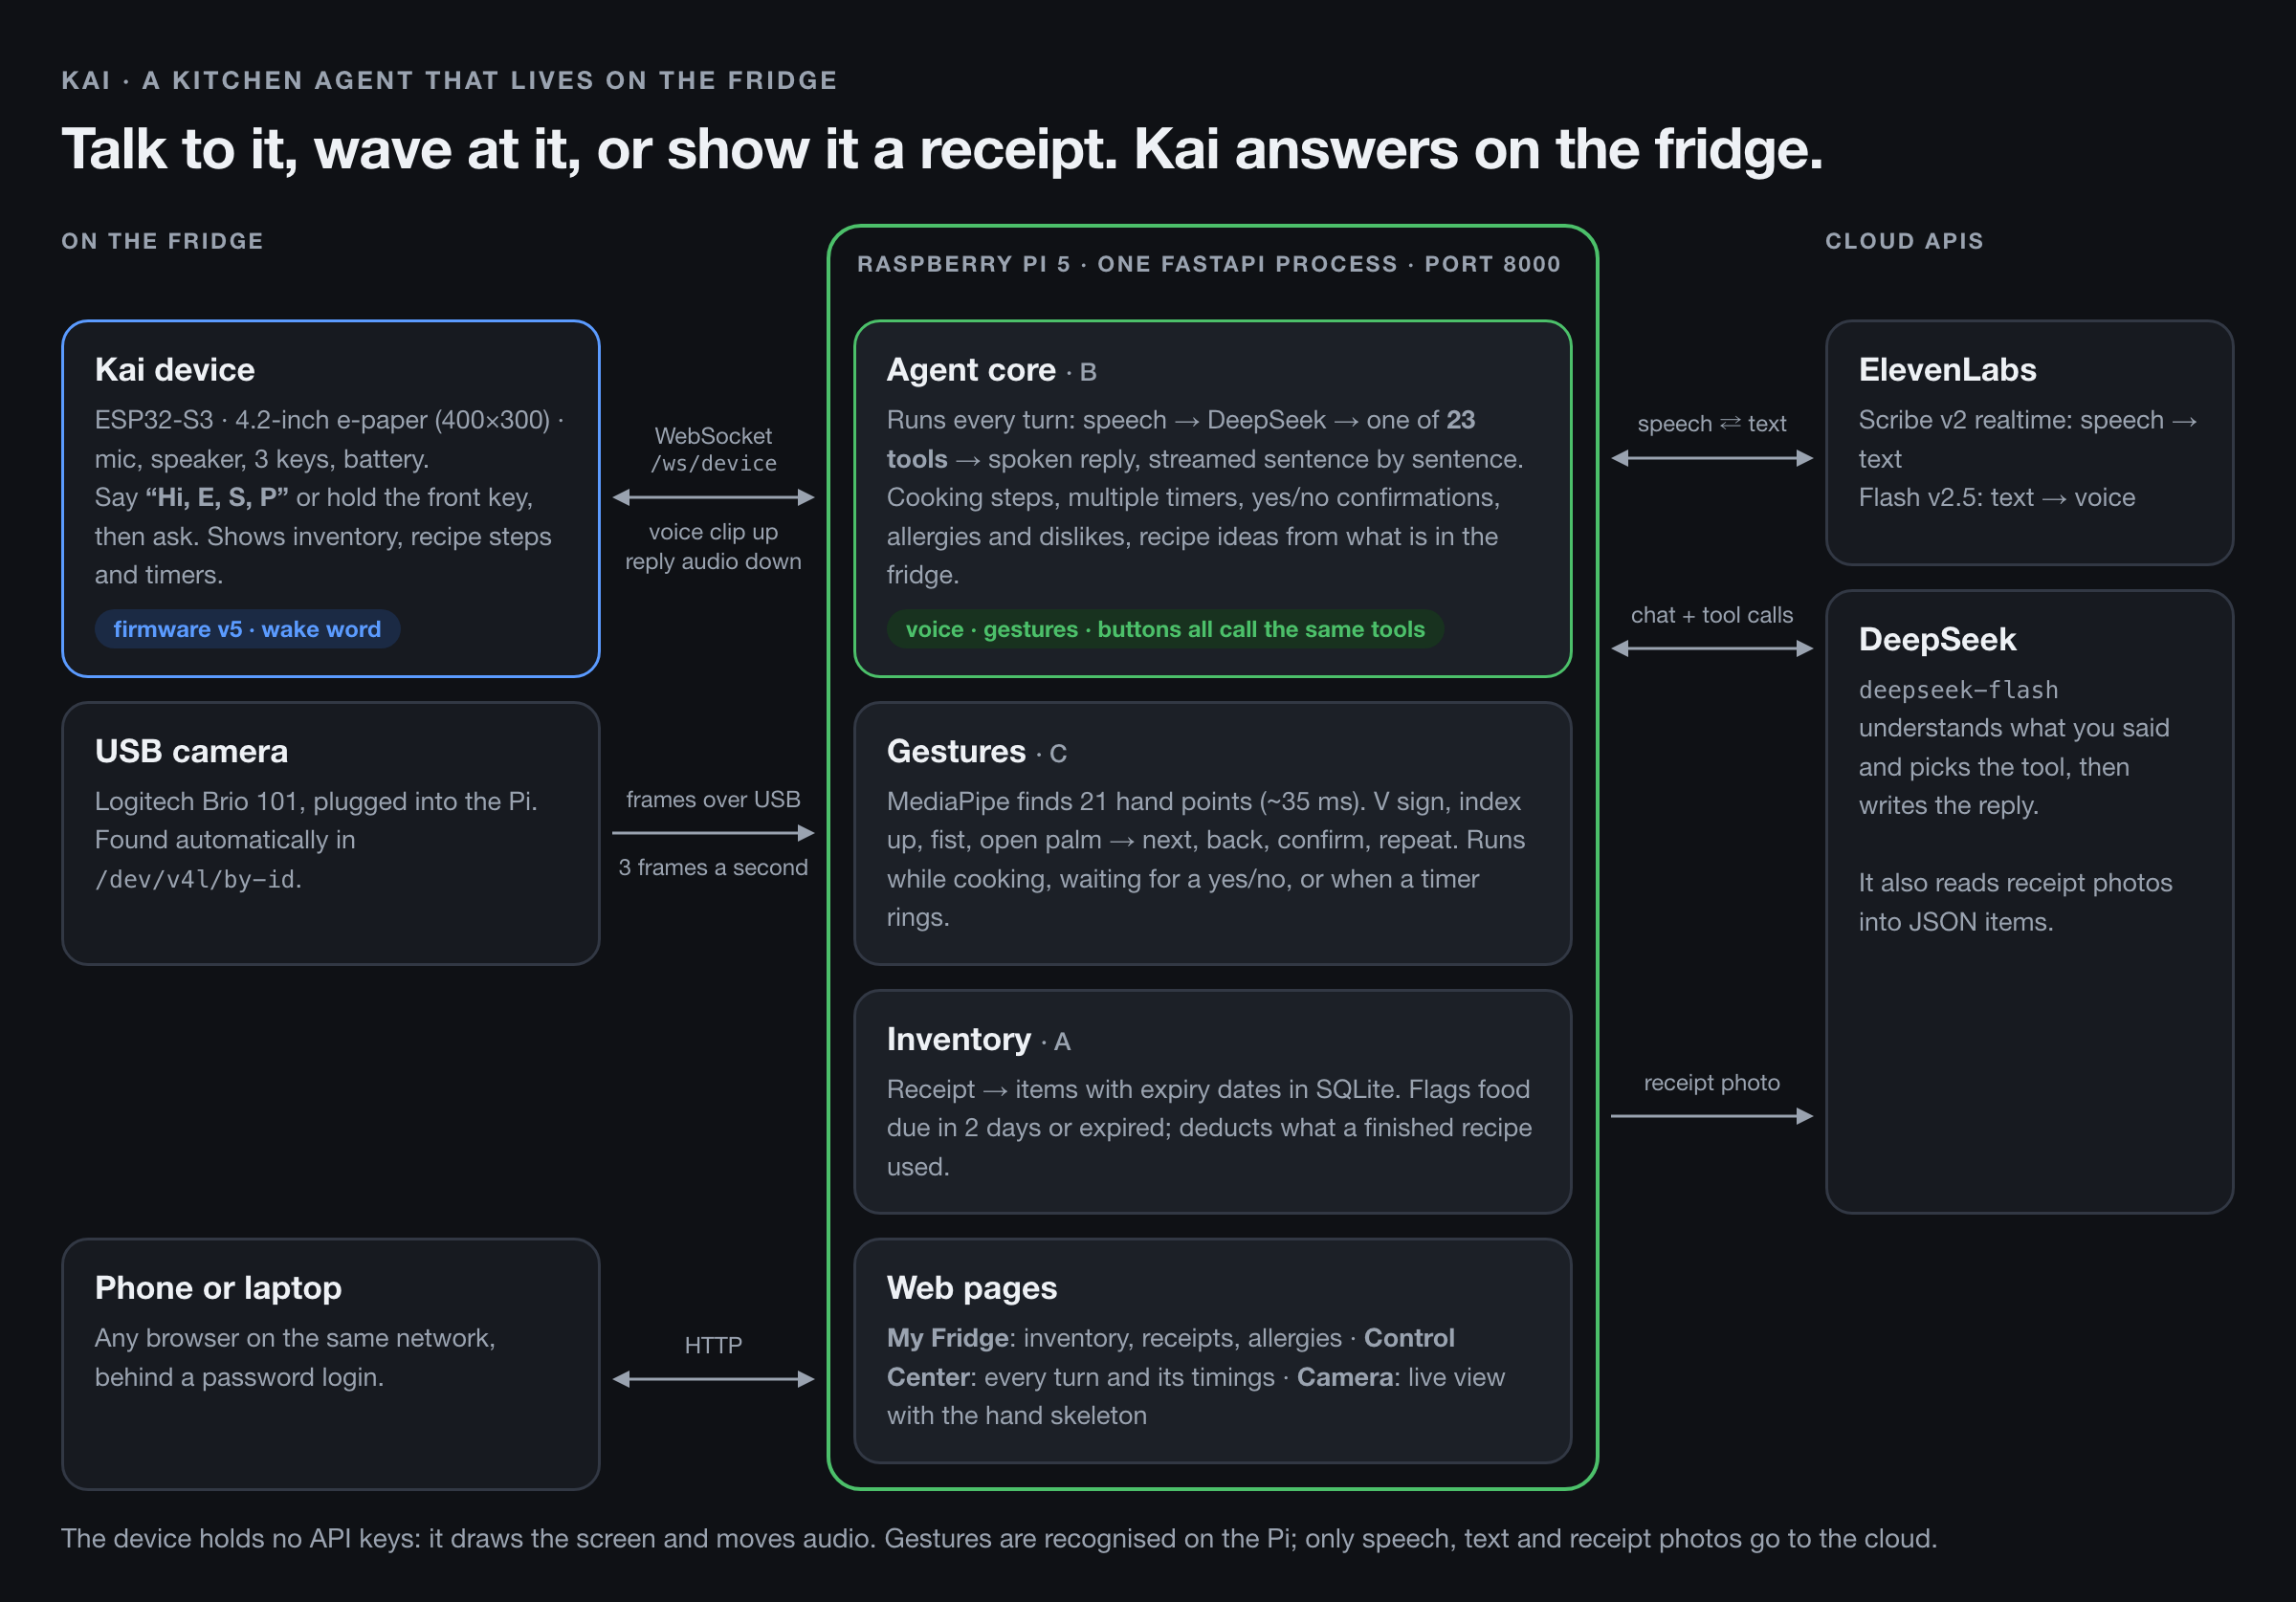 KAI · A KITCHEN AGENT THAT LIVES ON THE FRIDGE
Talk to it, wave at it, or show it a receipt. Kai answers on the fridge.
ON THE FRIDGE
Kai device
ESP32-S3 · 4.2-inch e-paper (400×300) ·
mic, speaker, 3 keys, battery.
Say “Hi, E, S, P” or hold the front key,
then ask. Shows inventory, recipe steps
and timers.
firmware v5 · wake word
WebSocket
/ws/device
voice clip up
reply audio down
USB camera
Logitech Brio 101, plugged into the Pi.
Found automatically in
/dev/v4l/by-id.
frames over USB
3 frames a second
Phone or laptop
Any browser on the same network,
behind a password login.
HTTP
RASPBERRY PI 5 · ONE FASTAPI PROCESS · PORT 8000
Agent core · B
Runs every turn: speech → DeepSeek → one of 23
tools → spoken reply, streamed sentence by sentence.
Cooking steps, multiple timers, yes/no confirmations,
allergies and dislikes, recipe ideas from what is in the
fridge.
voice · gestures · buttons all call the same tools
Gestures · C
MediaPipe finds 21 hand points (~35 ms). V sign, index
up, fist, open palm → next, back, confirm, repeat. Runs
while cooking, waiting for a yes/no, or when a timer
rings.
Inventory · A
Receipt → items with expiry dates in SQLite. Flags food
due in 2 days or expired; deducts what a finished recipe
used.
Web pages
My Fridge: inventory, receipts, allergies · Control
Center: every turn and its timings · Camera: live view
with the hand skeleton
CLOUD APIS
speech ⇄ text
ElevenLabs
Scribe v2 realtime: speech →
text
Flash v2.5: text → voice
chat + tool calls
DeepSeek
deepseek-flash
understands what you said
and picks the tool, then
writes the reply.
It also reads receipt photos
into JSON items.
receipt photo
The device holds no API keys: it draws the screen and moves audio. Gestures are recognised on the Pi; only speech, text and receipt photos go to the cloud.